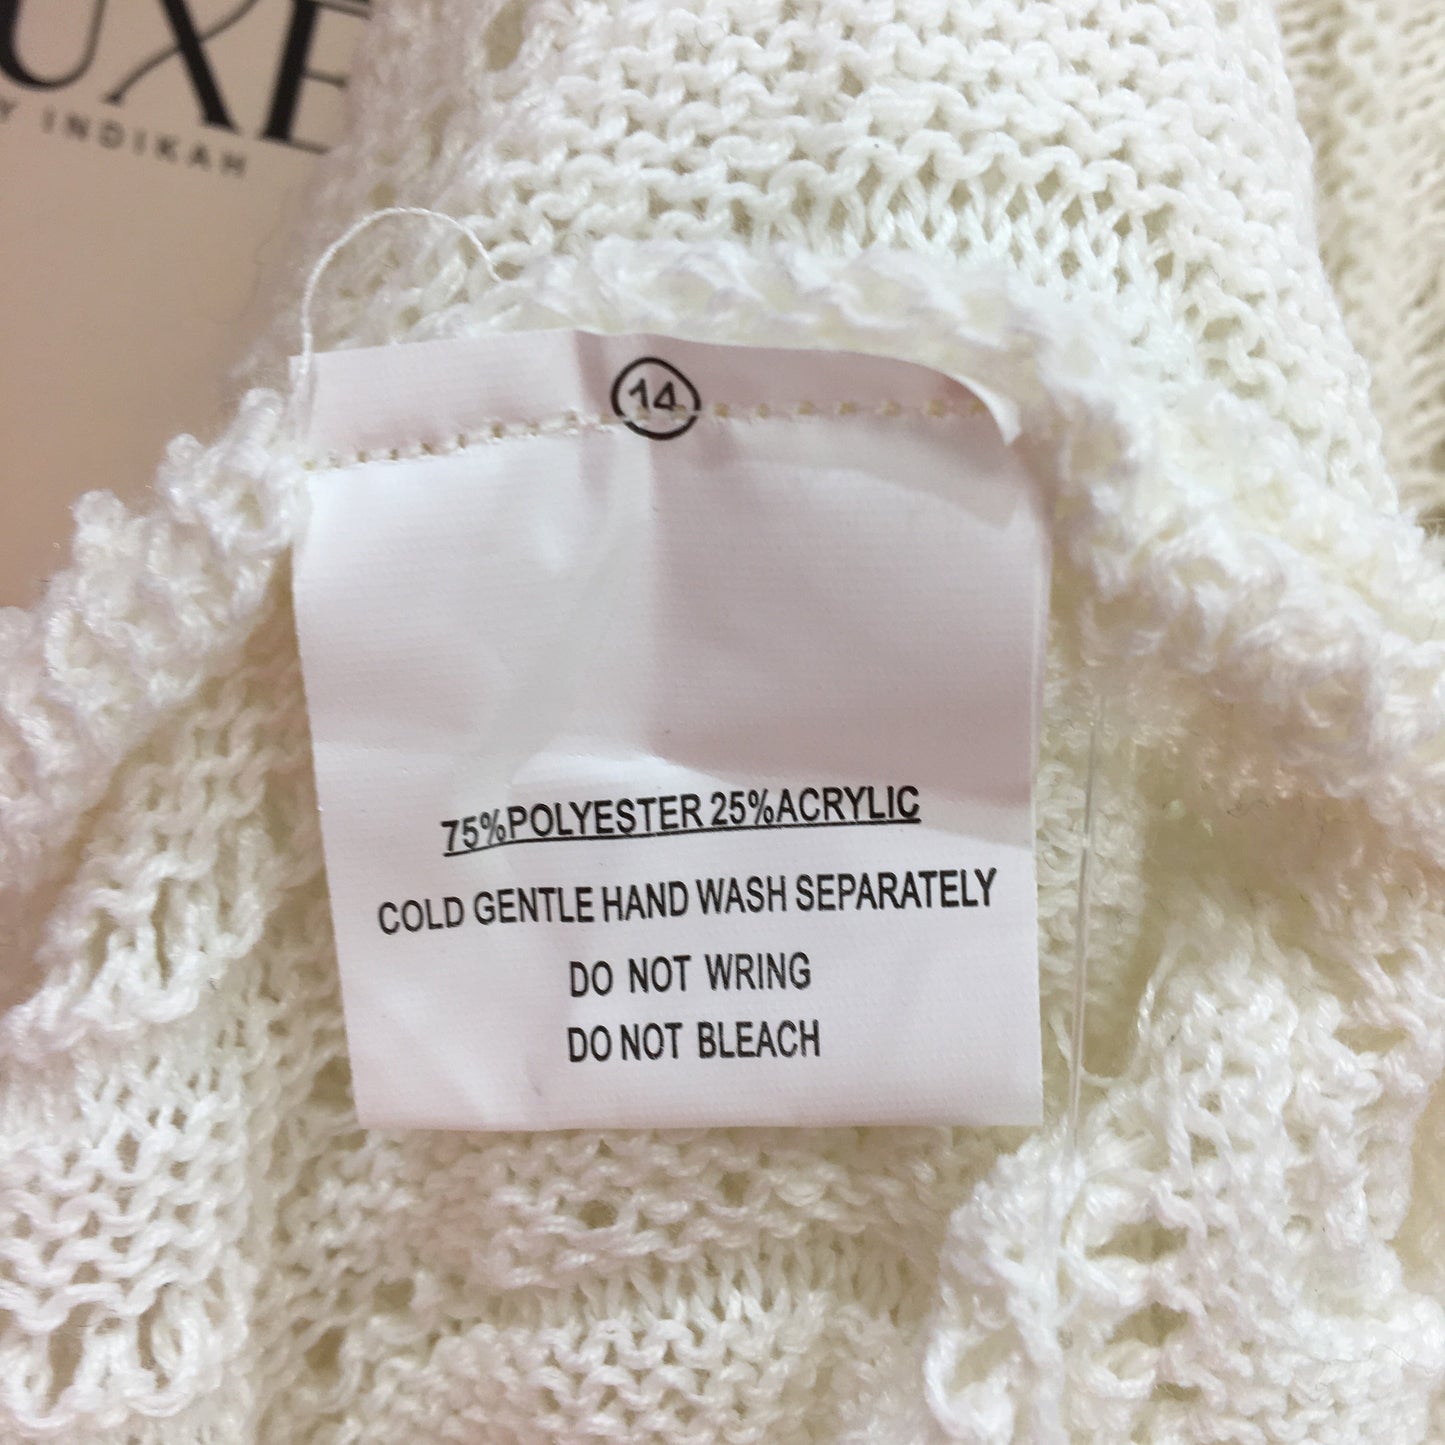 UXE
Y INDIKAH
14
75%POLYESTER 25%ACRYLIC
COLD GENTLE HAND WASH SEPARATELY
DO NOT WRING
DO NOT BLEACH